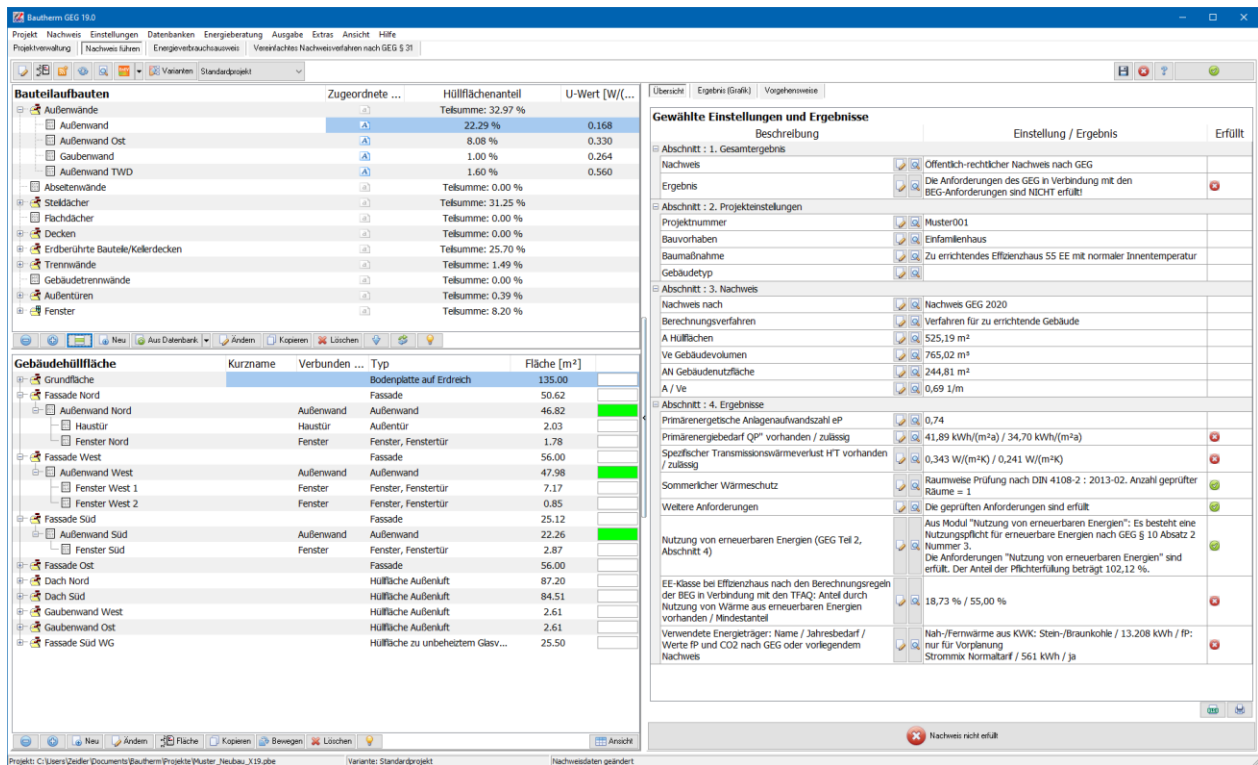 Bautherm GEG 19.0
Projekt Nachweis Einstellungen Datenbanken Energieberatung Ausgabe Extras Ansicht Hilfe
Projektverwaltung Nachweis führen Energieverbrauchsausweis Vereinfachtes Nachweisverfahren nach GEG § 31
Varianten Standardprojekt
Bauteilaufbauten Zugeordnete ... Hüllflächenanteil U-Wert [W/(...
Außenwände Teilsumme: 32.97 %
Außenwand 22.29 % 0.168
Außenwand Ost 8.08 % 0.330
Gaubenwand 1.00 % 0.264
Außenwand TWD 1.60 % 0.560
Abseitenwände Teilsumme: 0.00 %
Steildächer Teilsumme: 31.25 %
Flachdächer Teilsumme: 0.00 %
Decken Teilsumme: 0.00 %
Erdberührte Bauteile/Kellerdecken Teilsumme: 25.70 %
Trennwände Teilsumme: 1.49 %
Gebäudetrennwände Teilsumme: 0.00 %
Außentüren Teilsumme: 0.39 %
Fenster Teilsumme: 8.20 %
Neu Aus Datenbank Ändern Kopieren Löschen
Gebäudehüllfläche Kurzname Verbunden ... Typ Fläche [m²]
Grundfläche Bodenplatte auf Erdreich 135.00
Fassade Nord Fassade 50.62
Außenwand Nord Außenwand Außenwand 46.82
Haustür Haustür Außentür 2.03
Fenster Nord Fenster Fenster, Fenstertür 1.78
Fassade West Fassade 56.00
Außenwand West Außenwand Außenwand 47.98
Fenster West 1 Fenster Fenster, Fenstertür 7.17
Fenster West 2 Fenster Fenster, Fenstertür 0.85
Fassade Süd Fassade 25.12
Außenwand Süd Außenwand Außenwand 22.26
Fenster Süd Fenster Fenster, Fenstertür 2.87
Fassade Ost Fassade 56.00
Dach Nord Hüllfläche Außenluft 87.20
Dach Süd Hüllfläche Außenluft 84.51
Gaubenwand West Hüllfläche Außenluft 2.61
Gaubenwand Ost Hüllfläche Außenluft 2.61
Fassade Süd WG Hüllfläche zu unbeheiztem Glasv... 25.50
Neu Ändern Fläche Kopieren Bewegen Löschen Ansicht
Übersicht Ergebnis (Grafik) Vorgehensweise
Gewählte Einstellungen und Ergebnisse
Beschreibung Einstellung / Ergebnis Erfüllt
Abschnitt : 1. Gesamtergebnis
Nachweis Öffentlich-rechtlicher Nachweis nach GEG
Ergebnis Die Anforderungen des GEG in Verbindung mit den
BEG-Anforderungen sind NICHT erfüllt!
Abschnitt : 2. Projekteinstellungen
Projektnummer Muster001
Bauvorhaben Einfamilenhaus
Baumaßnahme Zu errichtendes Effizienzhaus 55 EE mit normaler Innentemperatur
Gebäudetyp
Abschnitt : 3. Nachweis
Nachweis nach Nachweis GEG 2020
Berechnungsverfahren Verfahren für zu errichtende Gebäude
A Hüllflächen 525,19 m²
Ve Gebäudevolumen 765,02 m³
AN Gebäudenutzfläche 244,81 m²
A / Ve 0,69 1/m
Abschnitt : 4. Ergebnisse
Primärenergetische Anlagenaufwandszahl eP 0,74
Primärenergiebedarf QP" vorhanden / zulässig 41,89 kWh/(m²a) / 34,70 kWh/(m²a)
Spezifischer Transmissionswärmeverlust H'T vorhanden
/ zulässig 0,343 W/(m²K) / 0,241 W/(m²K)
Sommerlicher Wärmeschutz Raumweise Prüfung nach DIN 4108-2 : 2013-02. Anzahl geprüfter
Räume = 1
Weitere Anforderungen Die geprüften Anforderungen sind erfüllt
Nutzung von erneuerbaren Energien (GEG Teil 2,
Abschnitt 4)
Aus Modul "Nutzung von erneuerbaren Energien": Es besteht eine
Nutzungspflicht für erneuerbare Energien nach GEG § 10 Absatz 2
Nummer 3.
Die Anforderungen "Nutzung von erneuerbaren Energien" sind
erfüllt. Der Anteil der Pflichterfüllung beträgt 102,12 %.
EE-Klasse bei Effizienzhaus nach den Berechnungsregeln
der BEG in Verbindung mit den TFAQ: Anteil durch
Nutzung von Wärme aus erneuerbaren Energien
vorhanden / Mindestanteil
18,73 % / 55,00 %
Verwendete Energieträger: Name / Jahresbedarf /
Werte fP und CO2 nach GEG oder vorliegendem
Nachweis
Nah-/Fernwärme aus KWK: Stein-/Braunkohle / 13.208 kWh / fP:
nur für Vorplanung
Strommix Normaltarif / 561 kWh / ja
Nachweis nicht erfüllt
Projekt: C:\Users\Zeidler\Documents\Bautherm\Projekte\Muster_Neubau_X19.pbe Variante: Standardprojekt Nachweisdaten geändert